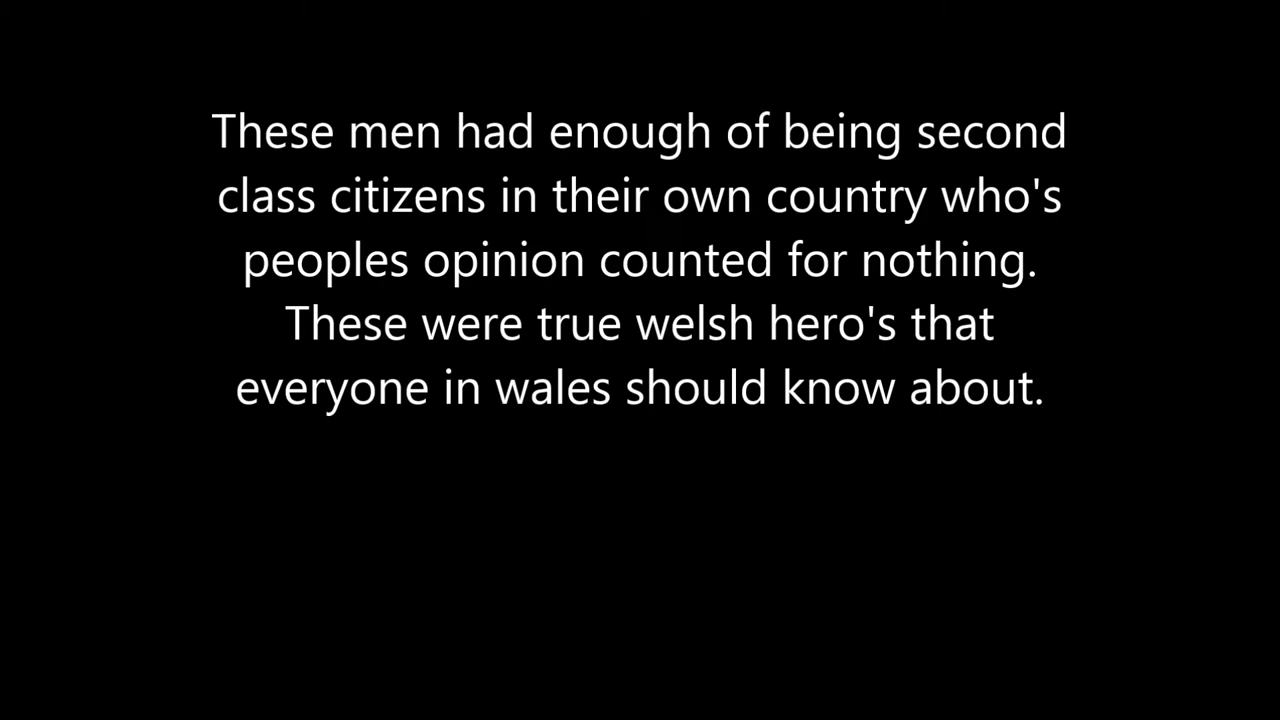 These men had enough of being second
class citizens in their own country who's
peoples opinion counted for nothing.
These were true welsh hero's that
everyone in wales should know about.